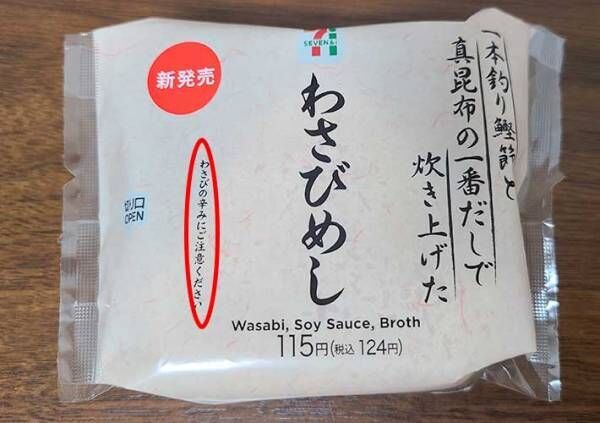 一本釣り鰹節と
真昆布の一番だしで
炊き上げた
SEVEN & i
わさびめし
新発売
わさびの辛みにご注意ください。
切り口
OPEN
Wasabi, Soy Sauce, Broth
115円(税込124円)